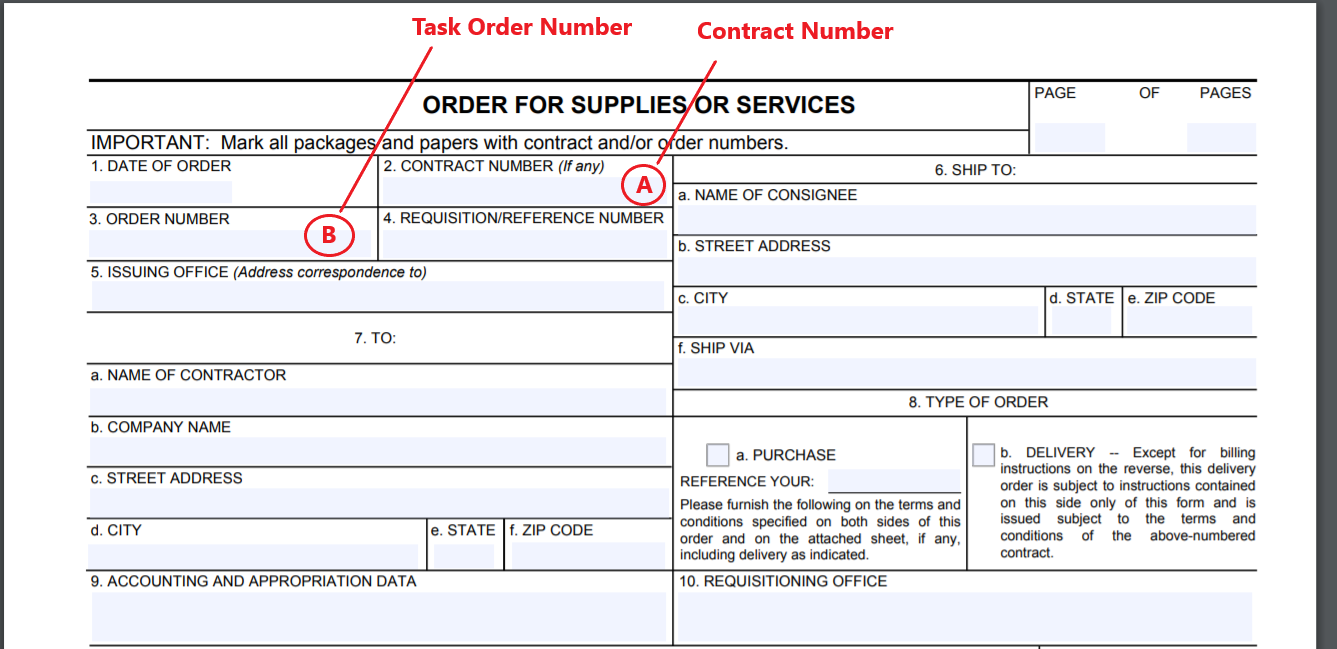 Task Order Number
Contract Number
ORDER FOR SUPPLIES OR SERVICES
PAGE OF PAGES
IMPORTANT: Mark all packages and papers with contract and/or order numbers.
1. DATE OF ORDER
2. CONTRACT NUMBER (If any)
A
3. ORDER NUMBER
B
4. REQUISITION/REFERENCE NUMBER
5. ISSUING OFFICE (Address correspondence to)
6. SHIP TO:
a. NAME OF CONSIGNEE
b. STREET ADDRESS
c. CITY
d. STATE
e. ZIP CODE
f. SHIP VIA
7. TO:
a. NAME OF CONTRACTOR
b. COMPANY NAME
c. STREET ADDRESS
d. CITY
e. STATE
f. ZIP CODE
8. TYPE OF ORDER
a. PURCHASE
REFERENCE YOUR:
Please furnish the following on the terms and
conditions specified on both sides of this
order and on the attached sheet, if any,
including delivery as indicated.
b. DELIVERY -- Except for billing
instructions on the reverse, this delivery
order is subject to instructions contained
on this side only of this form and is
issued subject to the terms and
conditions of the above-numbered
contract.
9. ACCOUNTING AND APPROPRIATION DATA
10. REQUISITIONING OFFICE